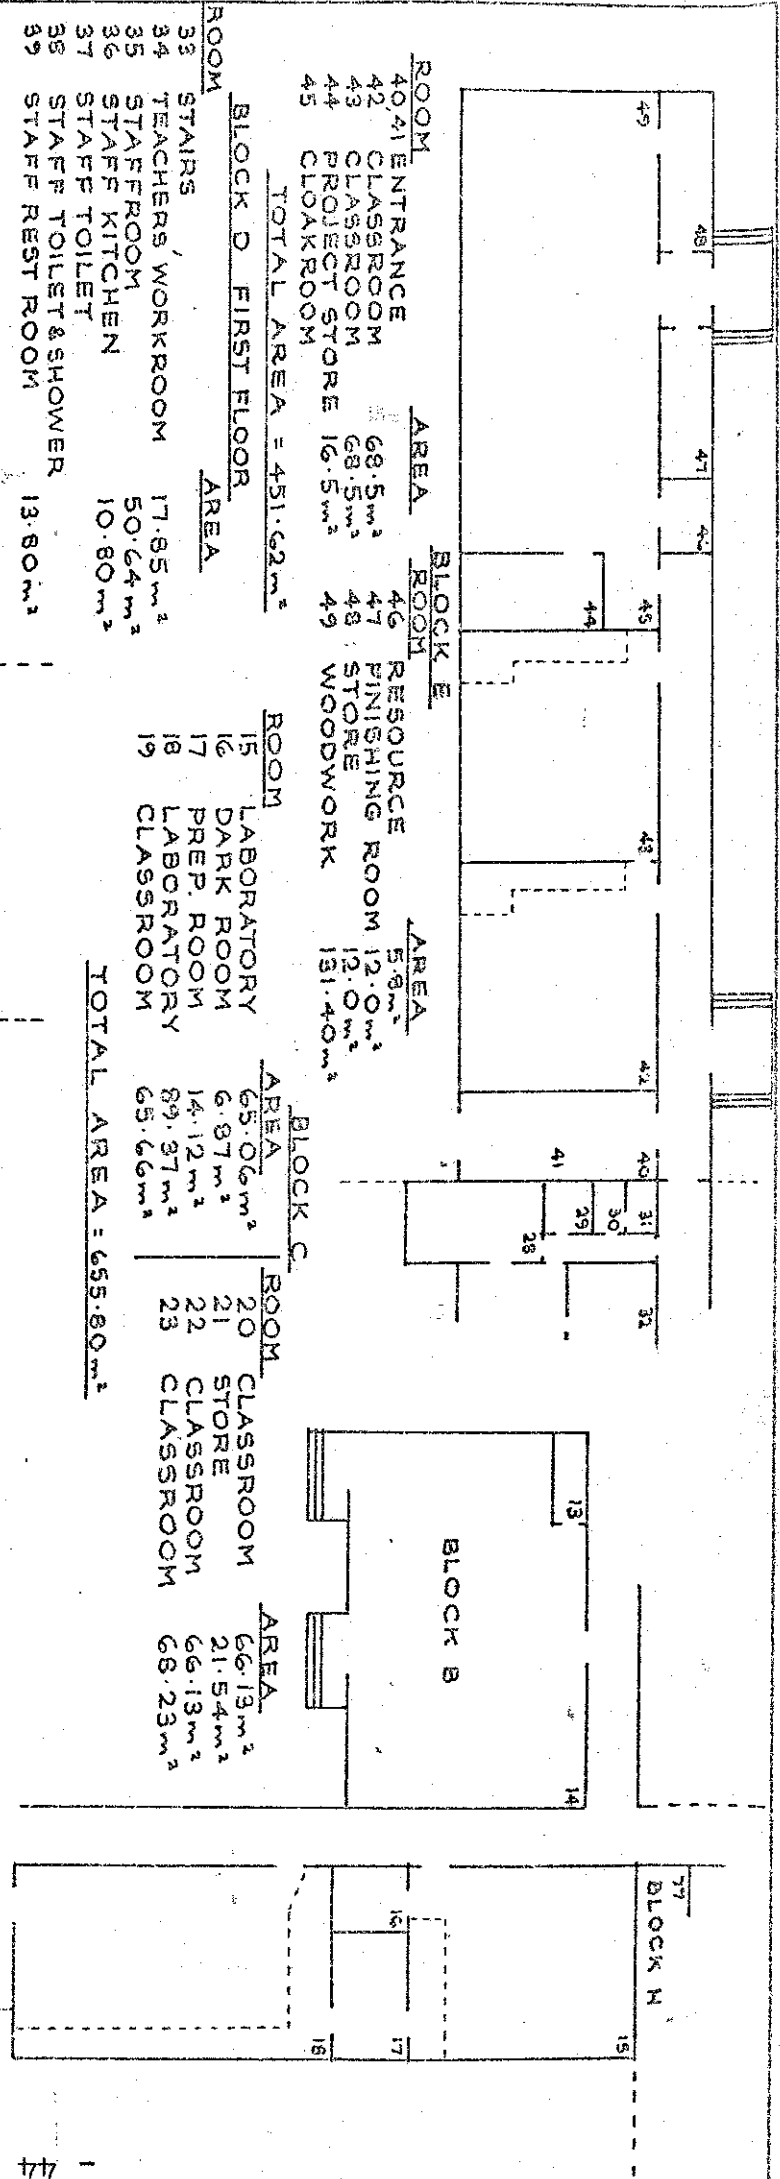 49
48
47
46
45
44
43
42
41
40
31
30
29
28
32
13
BLOCK B
14
77
BLOCK H
15
16
17
18
BLOCK E
ROOM AREA ROOM AREA
40,41 ENTRANCE 46 RESOURCE 5.8m²
42 CLASSROOM 68.5m² 47 FINISHING ROOM 12.0m²
43 CLASSROOM 68.5m² 48 STORE 12.0m²
44 PROJECT STORE 16.5m² 49 WOODWORK 131.40m²
45 CLOAKROOM
TOTAL AREA = 451.62m²
BLOCK D FIRST FLOOR
ROOM AREA
33 STAIRS
34 TEACHERS' WORKROOM 17.85m²
35 STAFFROOM 50.64m²
36 STAFF KITCHEN 10.80m²
37 STAFF TOILET
38 STAFF TOILET & SHOWER
39 STAFF REST ROOM 13.80m²
BLOCK C
ROOM AREA ROOM AREA
15 LABORATORY 65.06m² 20 CLASSROOM 66.13m²
16 DARK ROOM 6.87m² 21 STORE 21.54m²
17 PREP. ROOM 14.12m² 22 CLASSROOM 66.13m²
18 LABORATORY 89.37m² 23 CLASSROOM 68.23m²
19 CLASSROOM 65.66m²
TOTAL AREA = 655.80m²
- 44